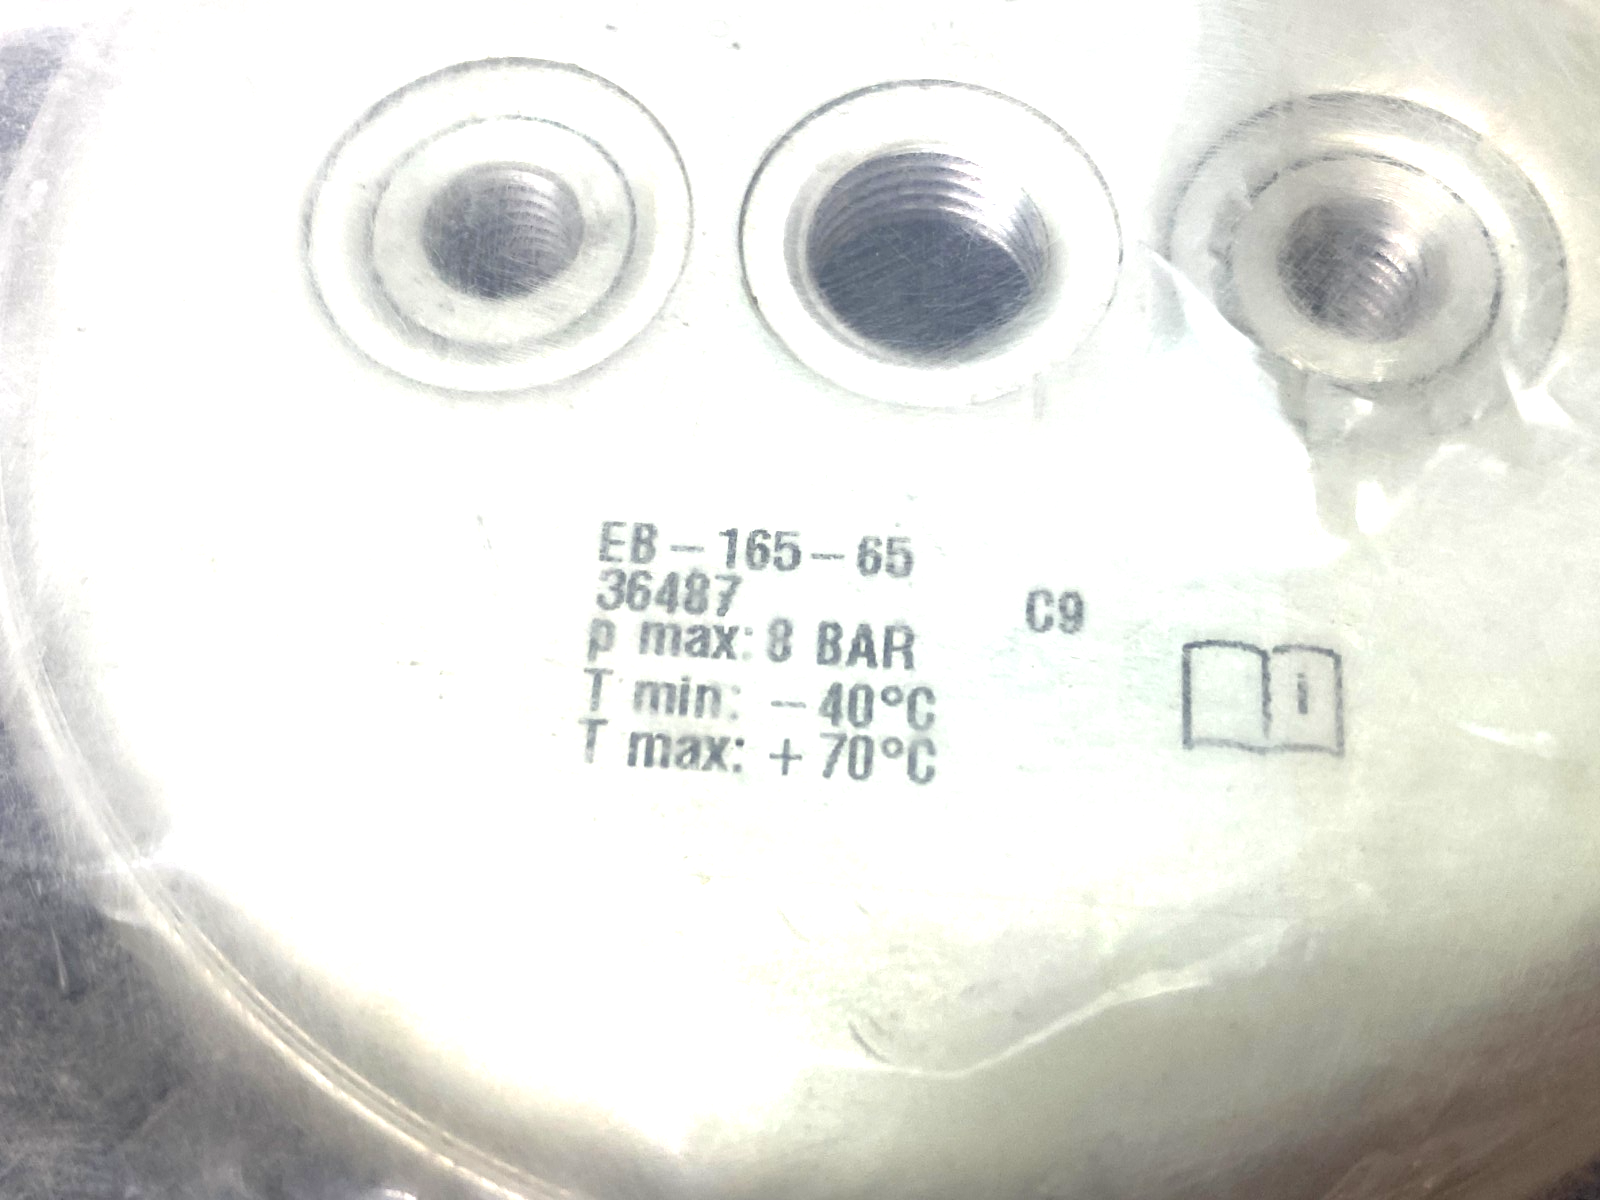 EB-165-65
36487
p max: 8 BAR
T min: -40°C
T max: +70°C
C9
i